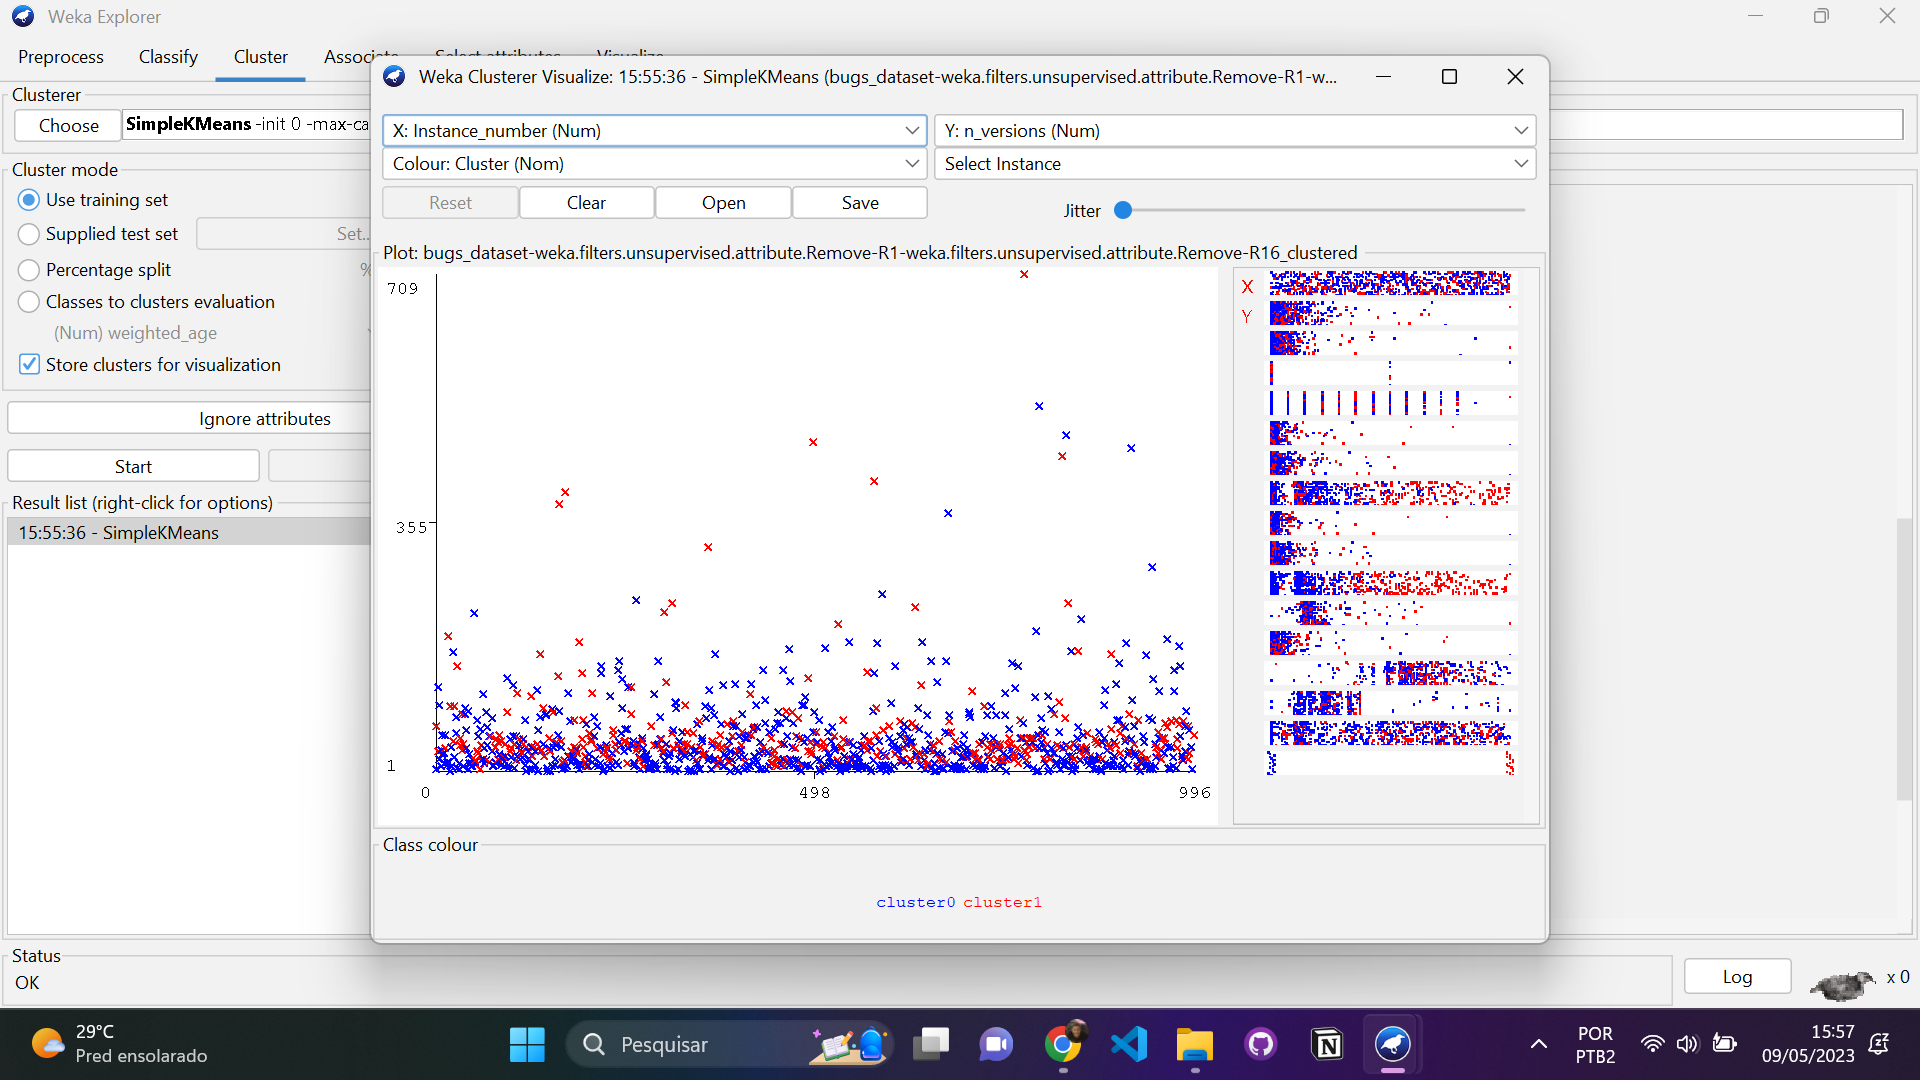 Weka Explorer
Preprocess Classify Cluster Associate Select attributes Visualize
Weka Clusterer Visualize: 15:55:36 - SimpleKMeans (bugs_dataset-weka.filters.unsupervised.attribute.Remove-R1-w...
Clusterer
Choose SimpleKMeans -init 0 -max-ca
Cluster mode
Use training set
Supplied test set Set..
Percentage split %
Classes to clusters evaluation
(Num) weighted_age
Store clusters for visualization
Ignore attributes
Start
Result list (right-click for options)
15:55:36 - SimpleKMeans
X: Instance_number (Num) Y: n_versions (Num)
Colour: Cluster (Nom) Select Instance
Reset Clear Open Save Jitter
Plot: bugs_dataset-weka.filters.unsupervised.attribute.Remove-R1-weka.filters.unsupervised.attribute.Remove-R16_clustered
709
355
1
0 498 996
X
Y
Class colour
cluster0 cluster1
Status
OK
Log x 0
29°C
Pred ensolarado
Pesquisar
POR
PTB2
15:57
09/05/2023